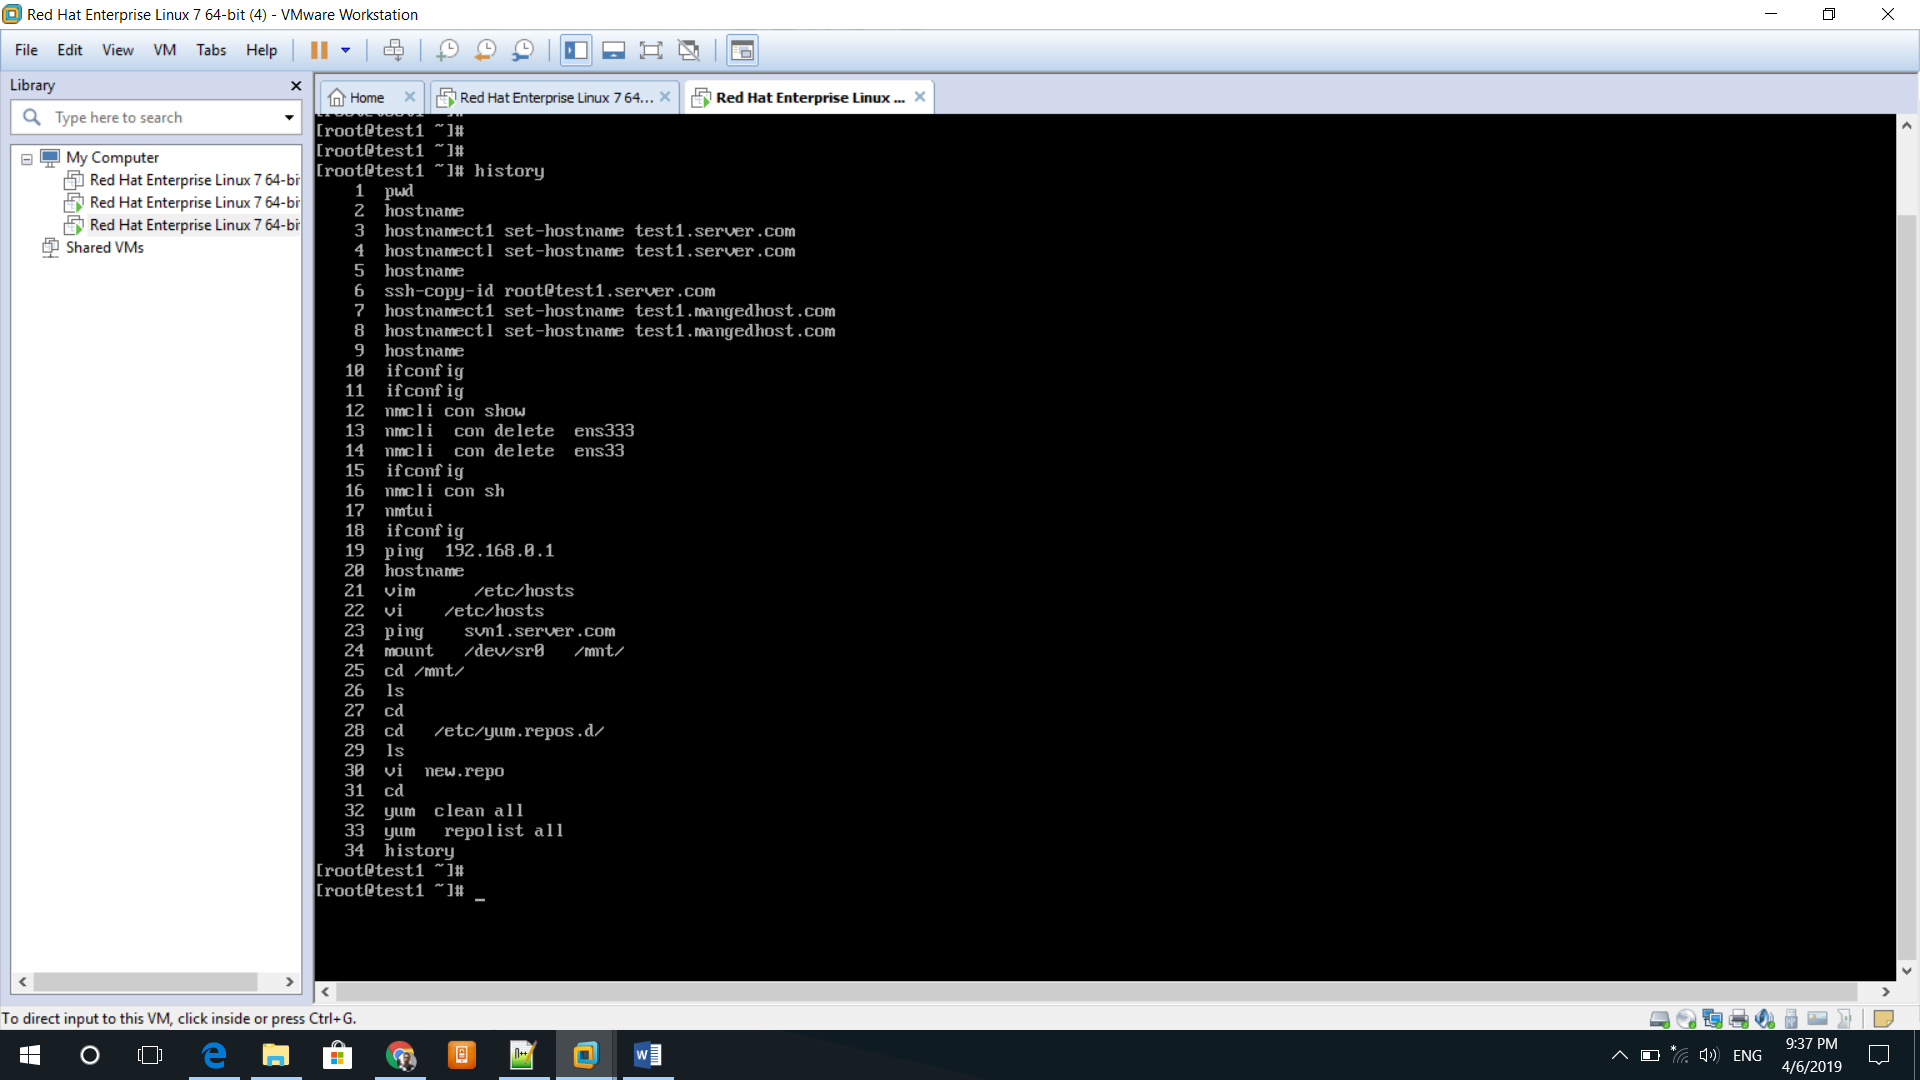 Red Hat Enterprise Linux 7 64-bit (4) - VMware Workstation
File Edit View VM Tabs Help
Library
Type here to search
My Computer
Red Hat Enterprise Linux 7 64-bi
Red Hat Enterprise Linux 7 64-bi
Red Hat Enterprise Linux 7 64-bi
Shared VMs
Home Red Hat Enterprise Linux 7 64... Red Hat Enterprise Linux ...
[root@test1 ~]#
[root@test1 ~]#
[root@test1 ~]# history
1 pwd
2 hostname
3 hostnamect1 set-hostname test1.server.com
4 hostnamectl set-hostname test1.server.com
5 hostname
6 ssh-copy-id root@test1.server.com
7 hostnamect1 set-hostname test1.mangedhost.com
8 hostnamectl set-hostname test1.mangedhost.com
9 hostname
10 ifconfig
11 ifconfig
12 nmcli con show
13 nmcli con delete ens333
14 nmcli con delete ens33
15 ifconfig
16 nmcli con sh
17 nmtui
18 ifconfig
19 ping 192.168.0.1
20 hostname
21 vim /etc/hosts
22 vi /etc/hosts
23 ping svn1.server.com
24 mount /dev/sr0 /mnt/
25 cd /mnt/
26 ls
27 cd
28 cd /etc/yum.repos.d/
29 ls
30 vi new.repo
31 cd
32 yum clean all
33 yum repolist all
34 history
[root@test1 ~]#
[root@test1 ~]# _
To direct input to this VM, click inside or press Ctrl+G.
ENG
9:37 PM
4/6/2019